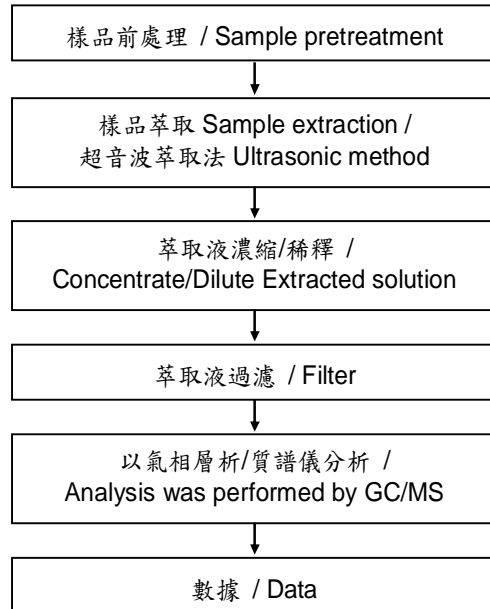 樣品前處理 / Sample pretreatment
樣品萃取 Sample extraction /
超音波萃取法 Ultrasonic method
萃取液濃縮/稀釋 /
Concentrate/Dilute Extracted solution
萃取液過濾 / Filter
以氣相層析/質譜儀分析 /
Analysis was performed by GC/MS
數據 / Data